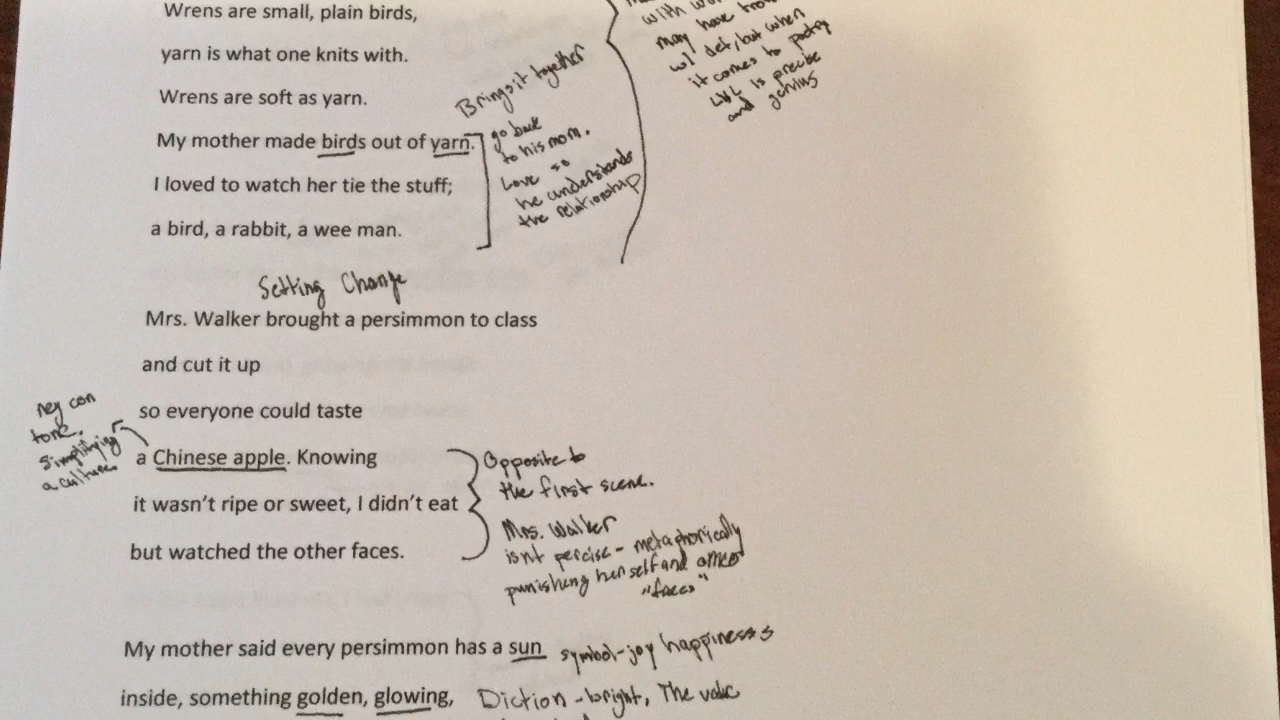 Wrens are small, plain birds,
yarn is what one knits with.
Wrens are soft as yarn.
My mother made birds out of yarn.
I loved to watch her tie the stuff;
a bird, a rabbit, a wee man.
Brings it together
go back
to his mom.
Love so
he understands
the relationship
may have
w/ def, but when
it comes to poetry
LYL is precise
and genius
Setting Change
Mrs. Walker brought a persimmon to class
and cut it up
so everyone could taste
a Chinese apple. Knowing
it wasn't ripe or sweet, I didn't eat
but watched the other faces.
neg con
tone.
simplifying
a culture
Opposite to
the first scene.
Mrs. Walker
isnt percise - metaphorically
punishing herself and
"faces"
My mother said every persimmon has a sun
symbol-joy happinesss
inside, something golden, glowing,
Diction - bright, The